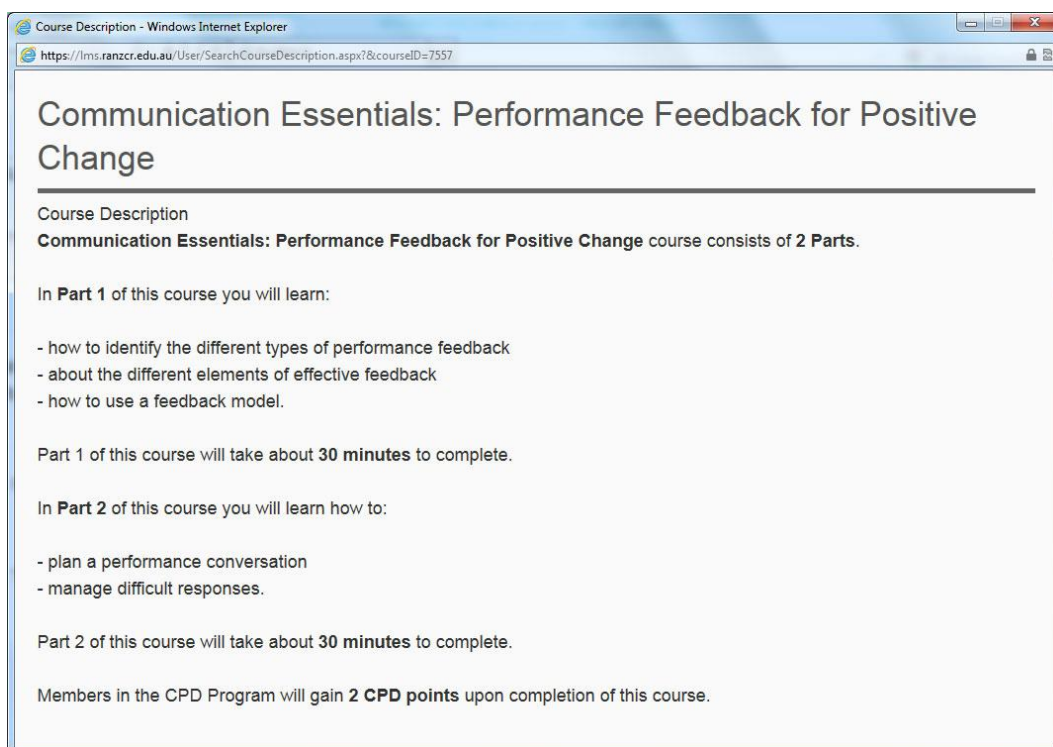 Course Description - Windows Internet Explorer
https://lms.ranzcr.edu.au/User/SearchCourseDescription.aspx?&courseID=7557
Communication Essentials: Performance Feedback for Positive
Change
Course Description
Communication Essentials: Performance Feedback for Positive Change course consists of 2 Parts.
In Part 1 of this course you will learn:
- how to identify the different types of performance feedback
- about the different elements of effective feedback
- how to use a feedback model.
Part 1 of this course will take about 30 minutes to complete.
In Part 2 of this course you will learn how to:
- plan a performance conversation
- manage difficult responses.
Part 2 of this course will take about 30 minutes to complete.
Members in the CPD Program will gain 2 CPD points upon completion of this course.